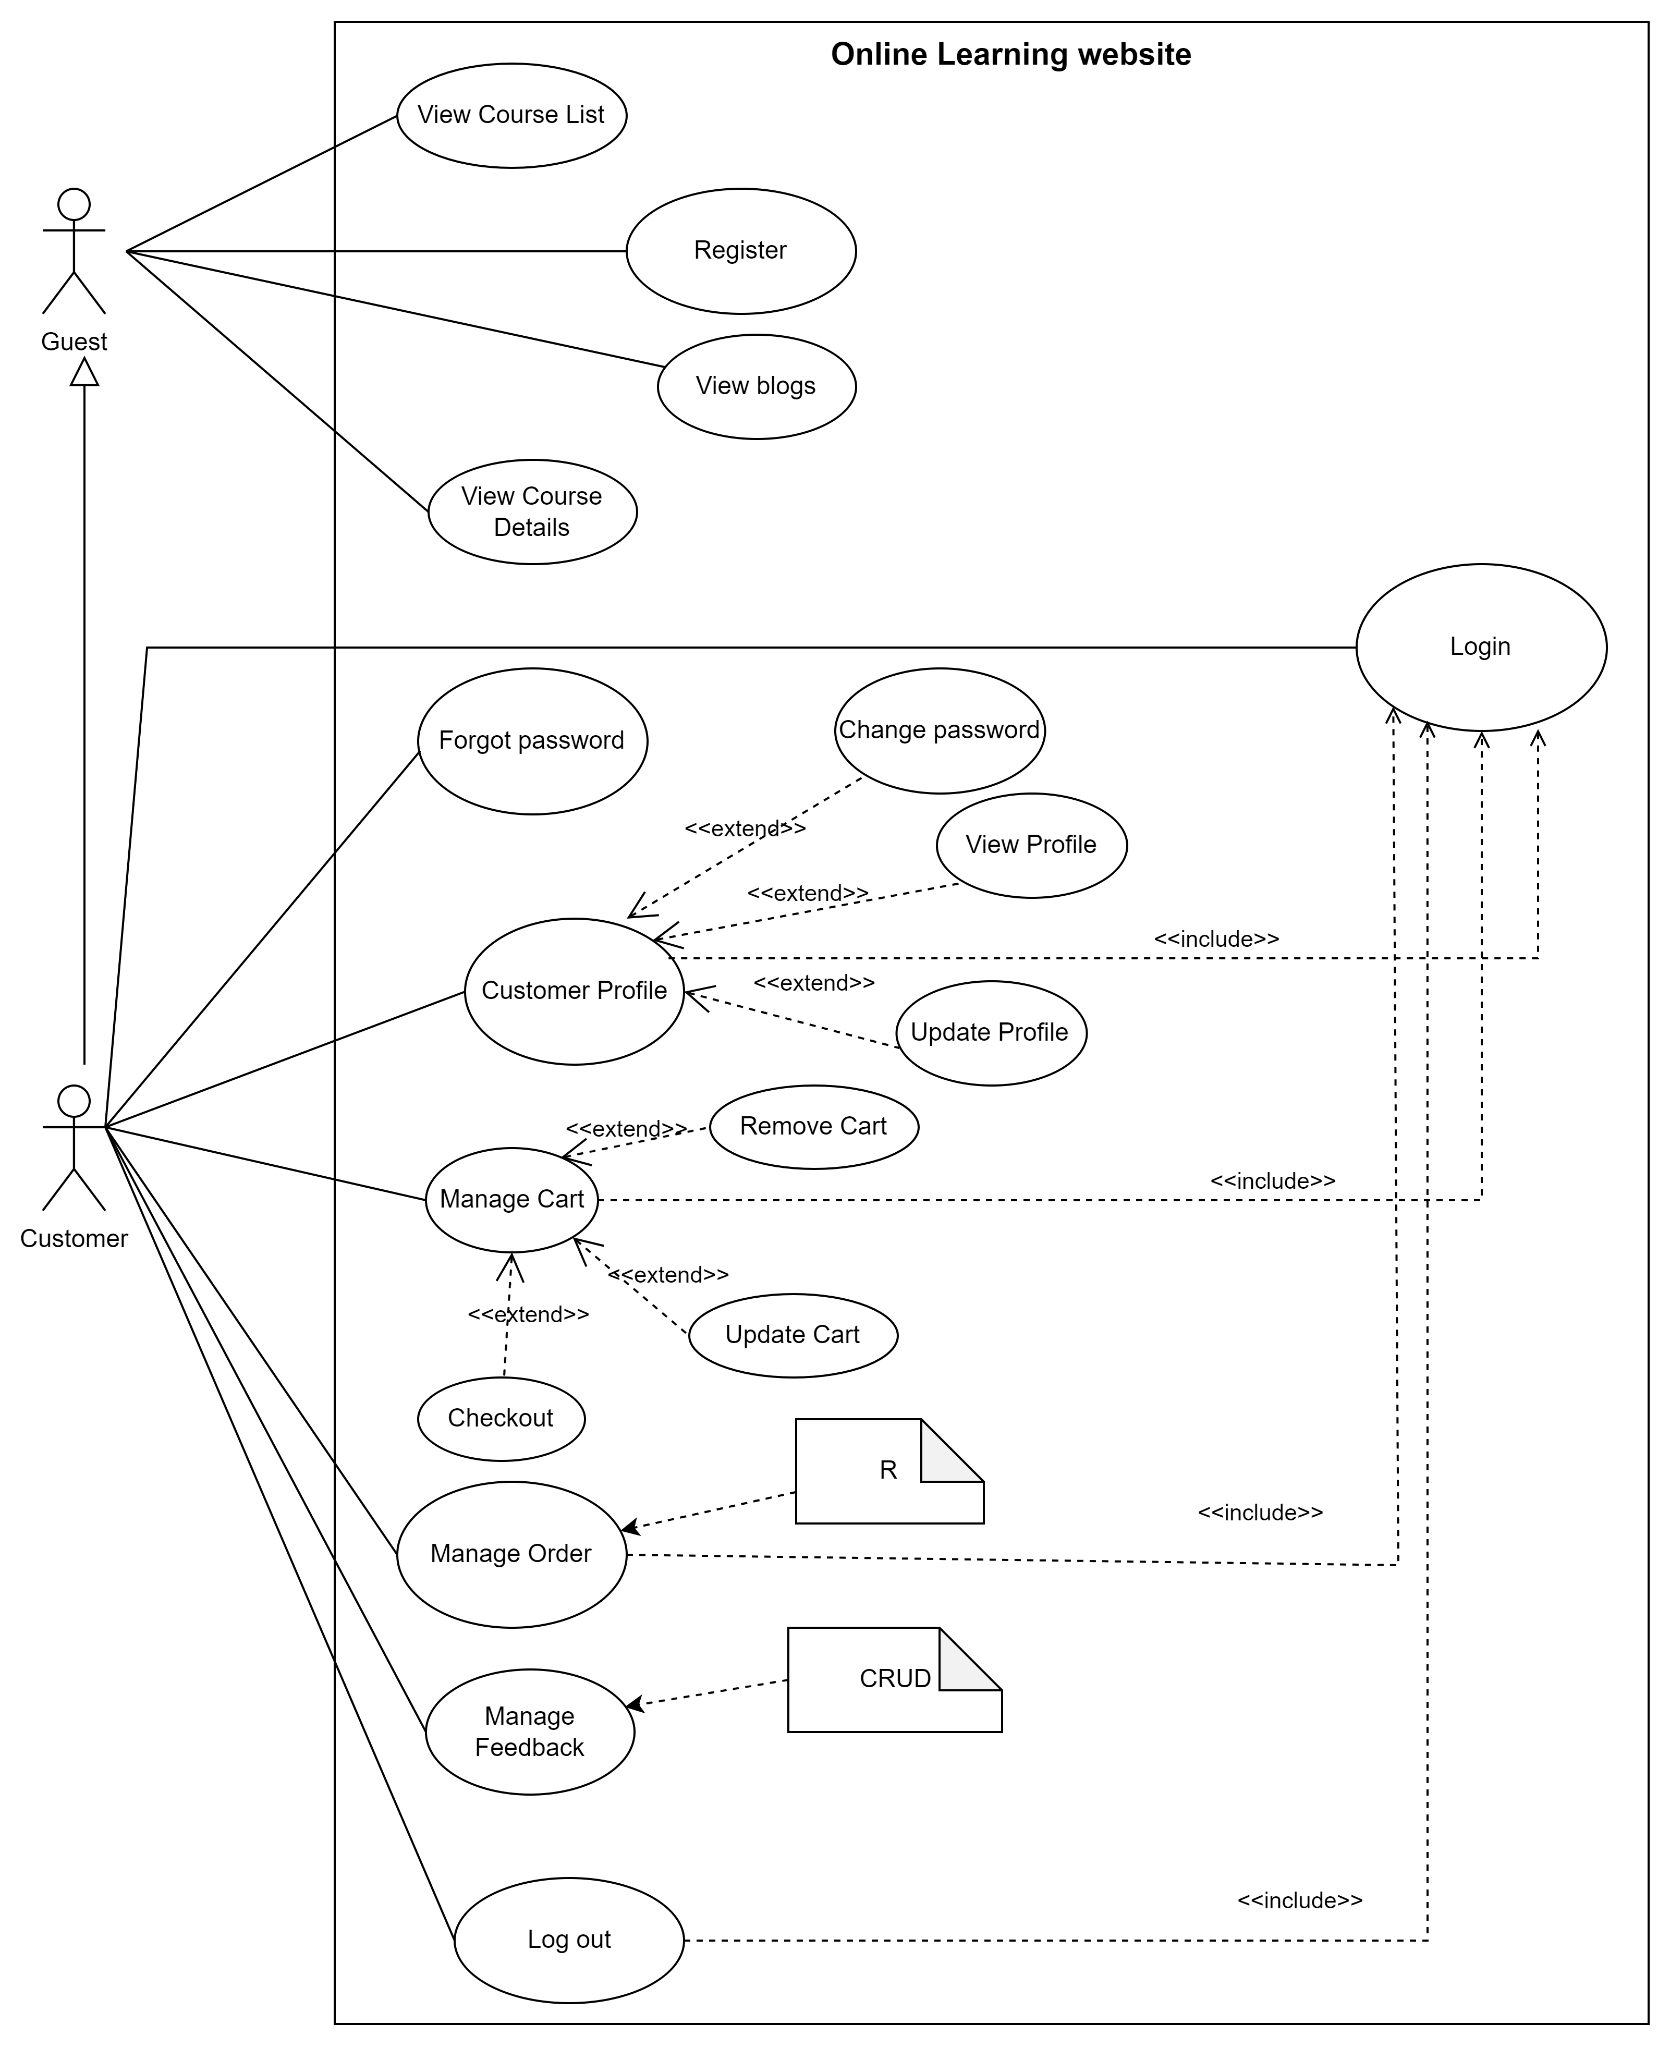 Online Learning website
View Course List
Register
Guest
View blogs
View Course
Details
Login
Forgot password
Change password
<<extend>>
View Profile
<<extend>>
<<include>>
Customer Profile
<<extend>>
Update Profile
Remove Cart
<<extend>>
Manage Cart
<<include>>
Customer
<<extend>>
<<extend>>
Update Cart
Checkout
R
<<include>>
Manage Order
CRUD
Manage
Feedback
<<include>>
Log out